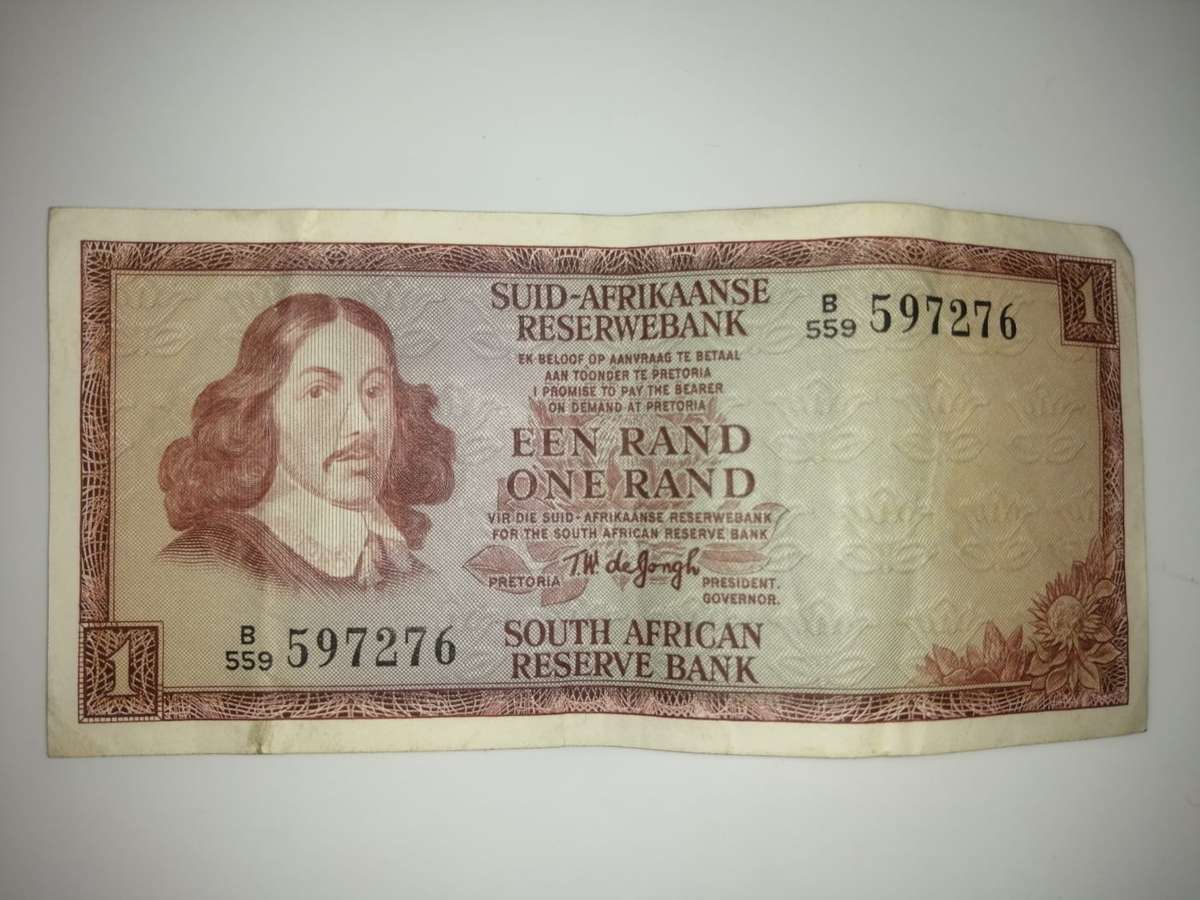 1
SUID-AFRIKAANSE
RESERWEBANK
B
559 597276
EK BELOOF OP AANVRAAG TE BETAAL
AAN TOONDER TE PRETORIA
I PROMISE TO PAY THE BEARER
ON DEMAND AT PRETORIA
EEN RAND
ONE RAND
VIR DIE SUID-AFRIKAANSE RESERWEBANK
FOR THE SOUTH AFRICAN RESERVE BANK
T.W. de Jongh
PRETORIA PRESIDENT.
GOVERNOR.
B
559 597276
SOUTH AFRICAN
RESERVE BANK
1